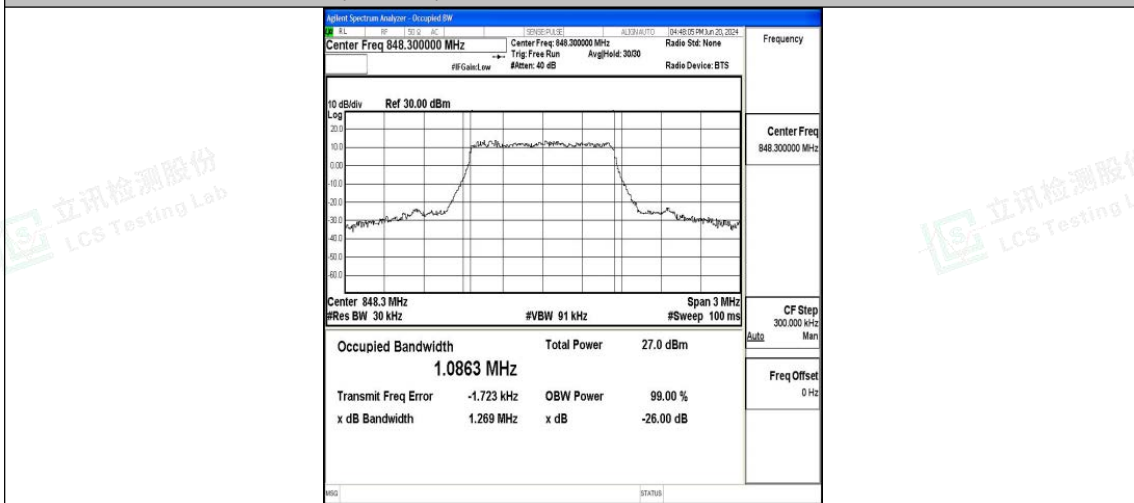 Agilent Spectrum Analyzer - Occupied BW
RL RF 50 Ω AC SENSE:PULSE ALIGN AUTO 04:48:05 PM Jun 20, 2024
Center Freq 848.300000 MHz
Center Freq: 848.300000 MHz
Radio Std: None
Trig: Free Run Avg|Hold: 30/30
#IFGain:Low #Atten: 40 dB Radio Device: BTS
Frequency
10 dB/div Ref 30.00 dBm
Log
20.0
10.0
0.00
-10.0
-20.0
-30.0
-40.0
-50.0
-60.0
Center 848.3 MHz Span 3 MHz
#Res BW 30 kHz #VBW 91 kHz #Sweep 100 ms
Occupied Bandwidth Total Power 27.0 dBm
1.0863 MHz
Transmit Freq Error -1.723 kHz OBW Power 99.00 %
x dB Bandwidth 1.269 MHz x dB -26.00 dB
Center Freq
848.300000 MHz
CF Step
300.000 kHz
Auto Man
Freq Offset
0 Hz
MSG STATUS
立讯检测股份
LCS Testing Lab
立讯检测股份
LCS Testing L